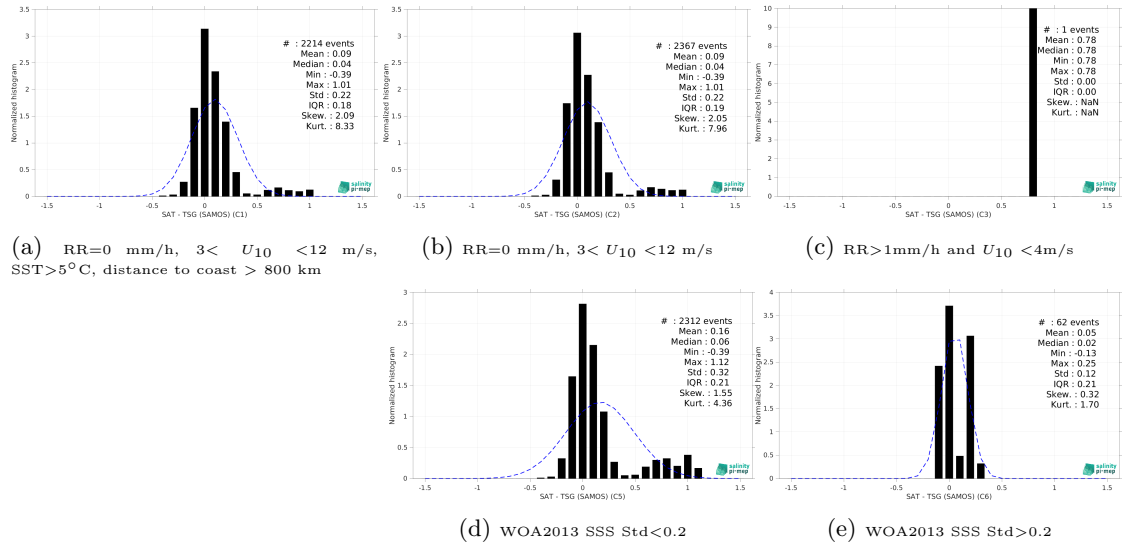 3.5
3
2.5
2
1.5
1
0.5
0
Normalized histogram
# : 2214 events
Mean : 0.09
Median : 0.04
Min : -0.39
Max : 1.01
Std : 0.22
IQR : 0.18
Skew. : 2.09
Kurt. : 8.33
salinity
pi-mep
-1.5 -1 -0.5 0 0.5 1 1.5
SAT - TSG (SAMOS) (C1)
(a) RR=0 mm/h, 3< U10 <12 m/s,
SST>5°C, distance to coast > 800 km
3.5
3
2.5
2
1.5
1
0.5
0
Normalized histogram
# : 2367 events
Mean : 0.09
Median : 0.04
Min : -0.39
Max : 1.01
Std : 0.22
IQR : 0.19
Skew. : 2.05
Kurt. : 7.96
salinity
pi-mep
-1.5 -1 -0.5 0 0.5 1 1.5
SAT - TSG (SAMOS) (C2)
(b) RR=0 mm/h, 3< U10 <12 m/s
10
9
8
7
6
5
4
3
2
1
0
Normalized histogram
# : 1 events
Mean : 0.78
Median : 0.78
Min : 0.78
Max : 0.78
Std : 0.00
IQR : 0.00
Skew. : NaN
Kurt. : NaN
salinity
pi-mep
-1.5 -1 -0.5 0 0.5 1 1.5
SAT - TSG (SAMOS) (C3)
(c) RR>1mm/h and U10 <4m/s
3
2.5
2
1.5
1
0.5
0
Normalized histogram
# : 2312 events
Mean : 0.16
Median : 0.06
Min : -0.39
Max : 1.12
Std : 0.32
IQR : 0.21
Skew. : 1.55
Kurt. : 4.36
salinity
pi-mep
-1.5 -1 -0.5 0 0.5 1 1.5
SAT - TSG (SAMOS) (C5)
(d) WOA2013 SSS Std<0.2
4
3.5
3
2.5
2
1.5
1
0.5
0
Normalized histogram
# : 62 events
Mean : 0.05
Median : 0.02
Min : -0.13
Max : 0.25
Std : 0.12
IQR : 0.21
Skew. : 0.32
Kurt. : 1.70
salinity
pi-mep
-1.5 -1 -0.5 0 0.5 1 1.5
SAT - TSG (SAMOS) (C6)
(e) WOA2013 SSS Std>0.2